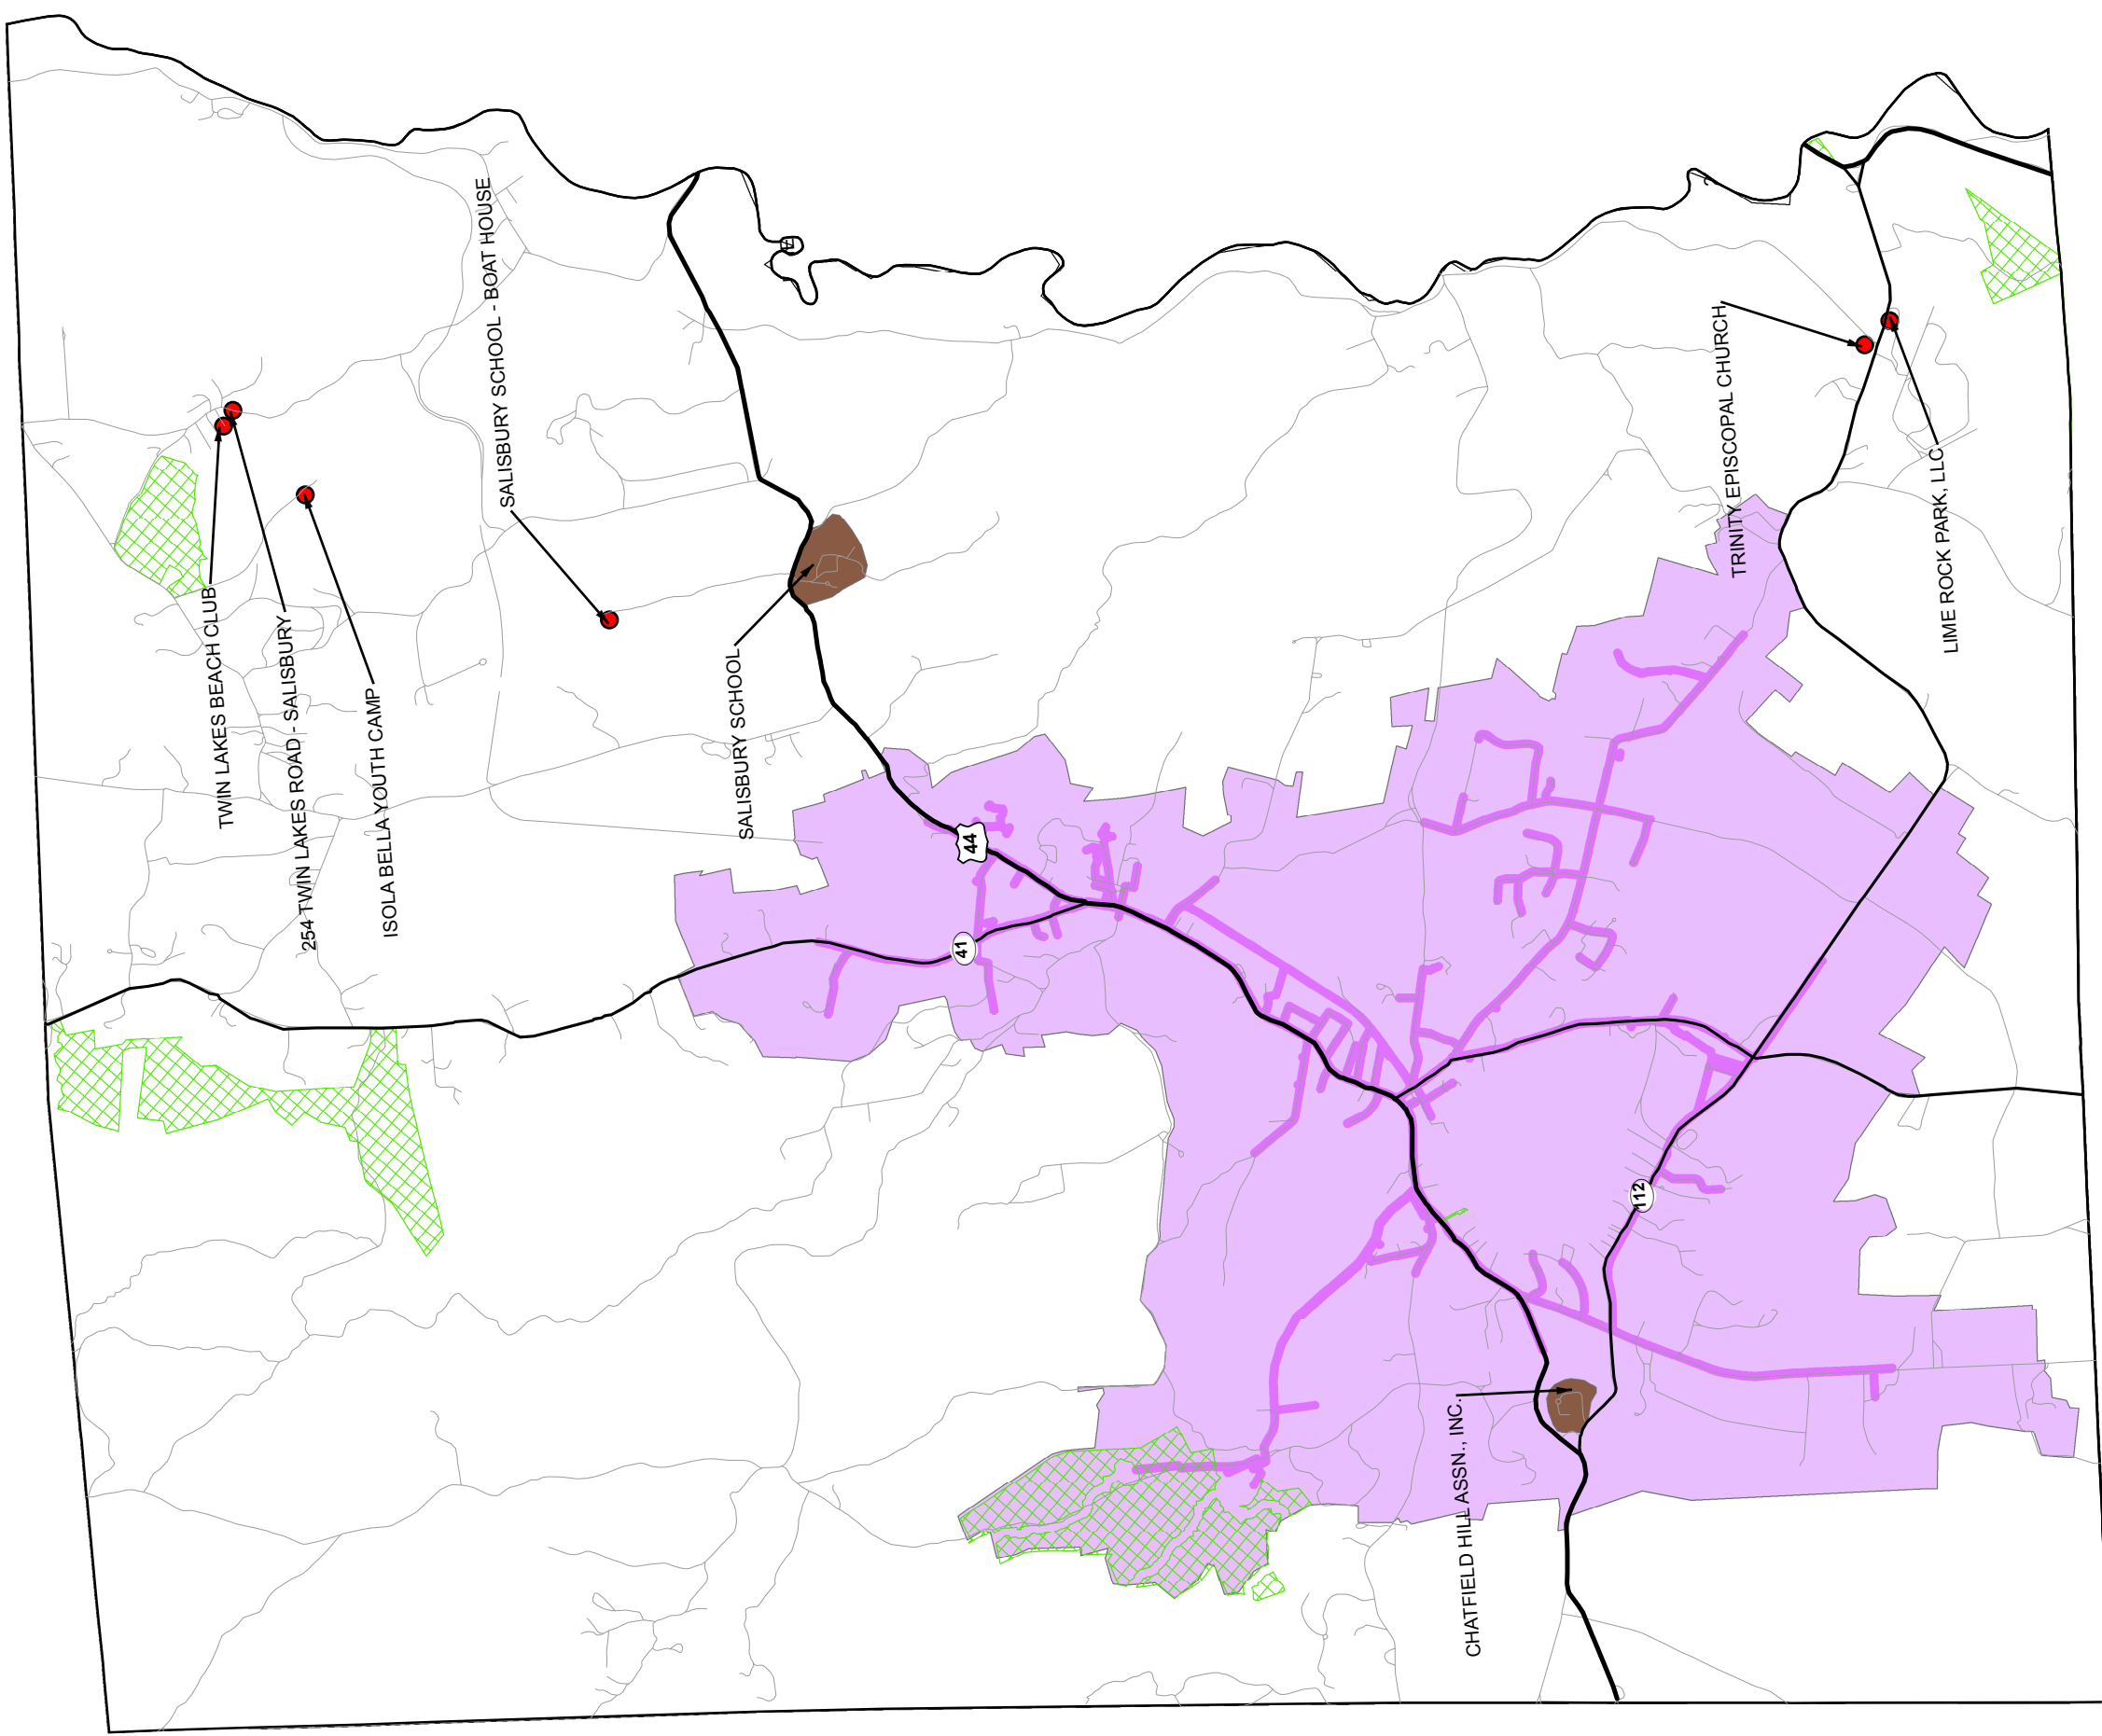 TWIN LAKES BEACH CLUB
254 TWIN LAKES ROAD - SALISBURY
ISOLA BELLA YOUTH CAMP
SALISBURY SCHOOL - BOAT HOUSE
SALISBURY SCHOOL
44
41
TRINITY EPISCOPAL CHURCH
LIME ROCK PARK, LLC
112
CHATFIELD HILL ASSN., INC.